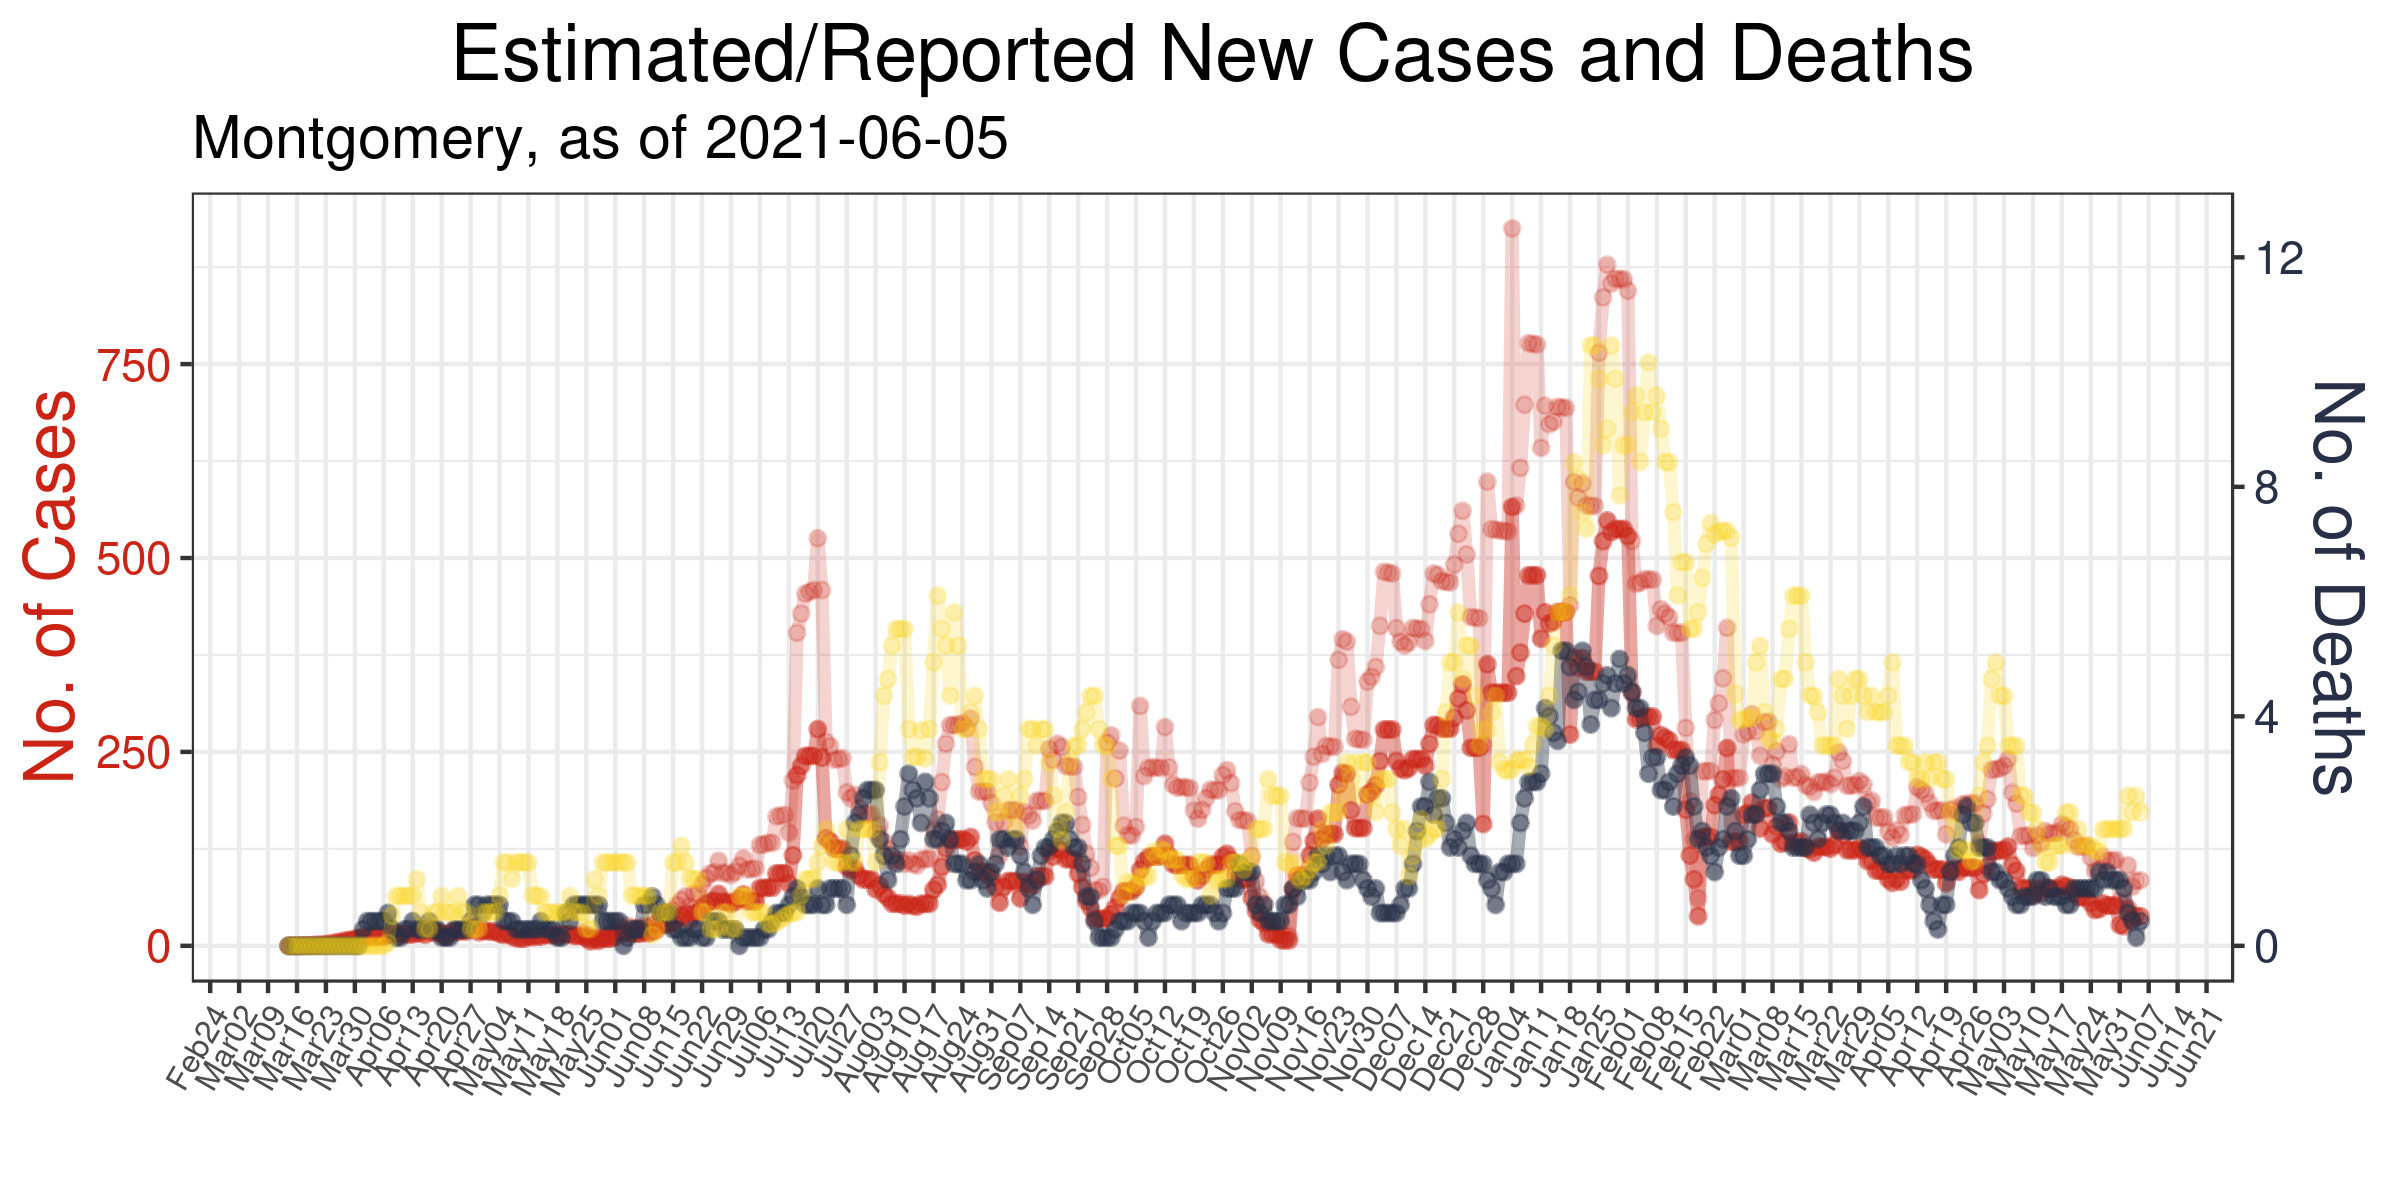 Estimated/Reported New Cases and Deaths
Montgomery, as of 2021-06-05
No. of Cases
750
500
250
0
12
8
4
0
No. of Deaths
Feb24
Mar02
Mar09
Mar16
Mar23
Mar30
Apr06
Apr13
Apr20
Apr27
May04
May11
May18
May25
Jun01
Jun08
Jun15
Jun22
Jun29
Jul06
Jul13
Jul20
Jul27
Aug03
Aug10
Aug17
Aug24
Aug31
Sep07
Sep14
Sep21
Sep28
Oct05
Oct12
Oct19
Oct26
Nov02
Nov09
Nov16
Nov23
Nov30
Dec07
Dec14
Dec21
Dec28
Jan04
Jan11
Jan18
Jan25
Feb01
Feb08
Feb15
Feb22
Mar01
Mar08
Mar15
Mar22
Mar29
Apr05
Apr12
Apr19
Apr26
May03
May10
May17
May24
May31
Jun07
Jun14
Jun21